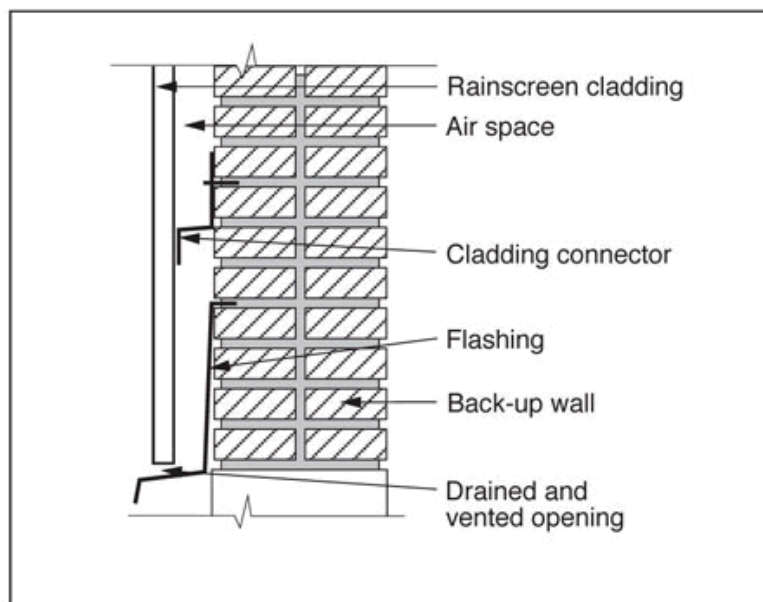 Rainscreen cladding
Air space
Cladding connector
Flashing
Back-up wall
Drained and
vented opening